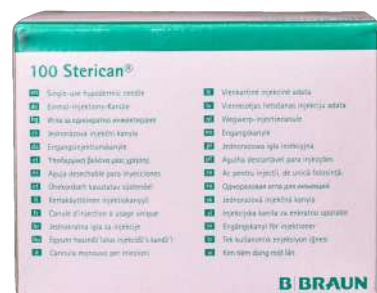 100 Sterican®
Single-use hypodermic needle
Einmal-Injektions-Kanüle
Игла за еднократно инжектиране
Jednorázová injekční kanyla
Engangsinjektionskanyle
Υποδερμική βελόνα μιας χρήσης
Aguja desechable para inyecciones
Ühekordselt kasutatav süstenõel
Kertakäyttöinen injektiokanyyli
Canule d'injection à usage unique
Jednokratna igla za injekcije
Egyszer használatos injekciós kanül
Cannula monouso per iniezioni
Vienkartinė injekcinė adata
Vienreizējas lietošanas injekciju adata
Wegwerp-injectiecanule
Engangskanyle
Jednorazowa igła iniekcyjna
Agulha descartável para injeções
Ac pentru injecții, de unică folosință
Одноразовая игла для инъекций
Jednorázová injekčná kanyla
Injekcijska kanila za enkratno uporabo
Engångskanyl för injektioner
Tek kullanımlık enjeksiyon iğnesi
Kim tiêm dùng một lần
B BRAUN